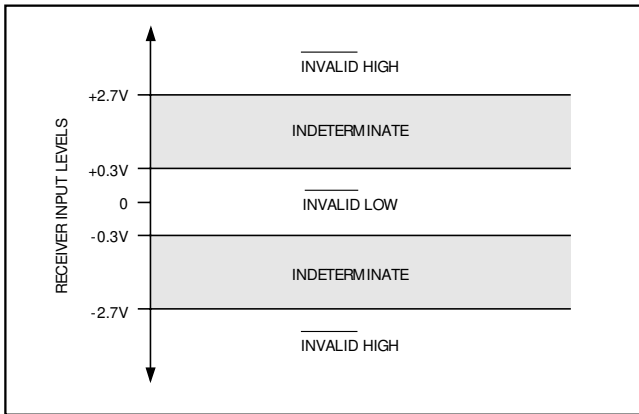 INVALID HIGH
+2.7V
INDETERMINATE
+0.3V
RECEIVER INPUT LEVELS
0
INVALID LOW
-0.3V
INDETERMINATE
-2.7V
INVALID HIGH